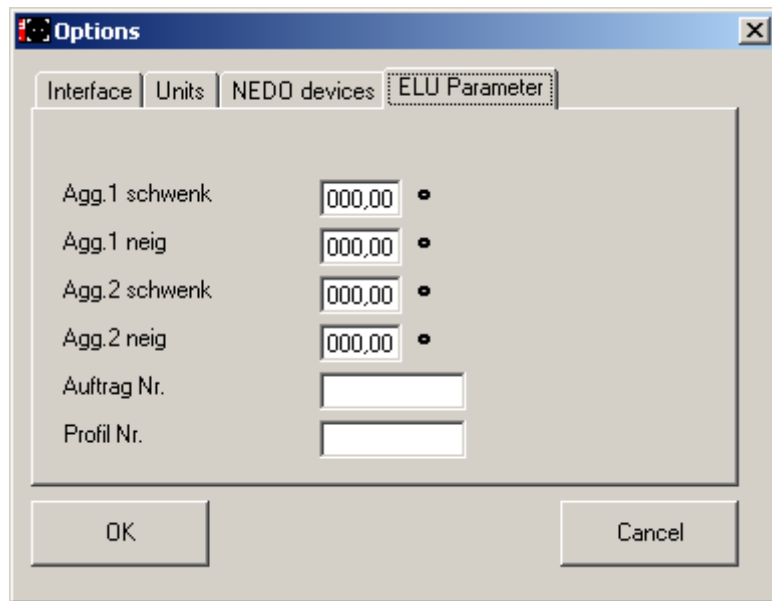 Options
Interface Units NEDO devices ELU Parameter
Agg.1 schwenk 000,00 °
Agg.1 neig 000,00 °
Agg.2 schwenk 000,00 °
Agg.2 neig 000,00 °
Auftrag Nr.
Profil Nr.
OK Cancel